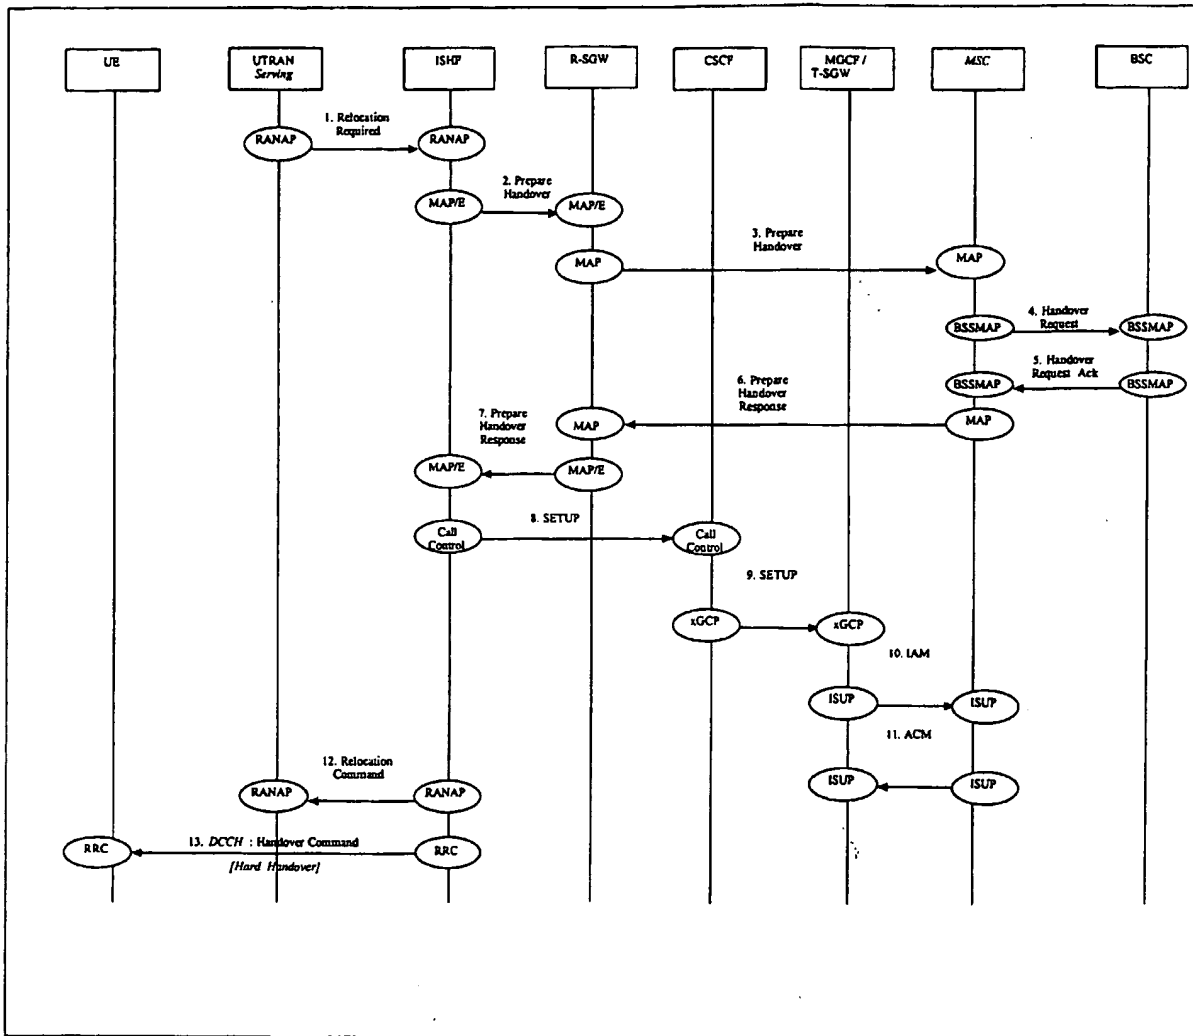 UE
UTRAN
Serving
ISHF
R-SGW
CSCF
MGCF /
T-SGW
MSC
BSC
1. Relocation
Required
RANAP
RANAP
2. Prepare
Handover
MAP/E
MAP/E
3. Prepare
Handover
MAP
MAP
4. Handover
Request
BSSMAP
BSSMAP
5. Handover
Request Ack
BSSMAP
BSSMAP
6. Prepare
Handover
Response
MAP
MAP
7. Prepare
Handover
Response
MAP/E
MAP/E
8. SETUP
Call
Control
Call
Control
9. SETUP
xGCP
xGCP
10. IAM
ISUP
ISUP
11. ACM
ISUP
ISUP
12. Relocation
Command
RANAP
RANAP
13. DCCH : Handover Command
RRC
RRC
[Hard Handover]